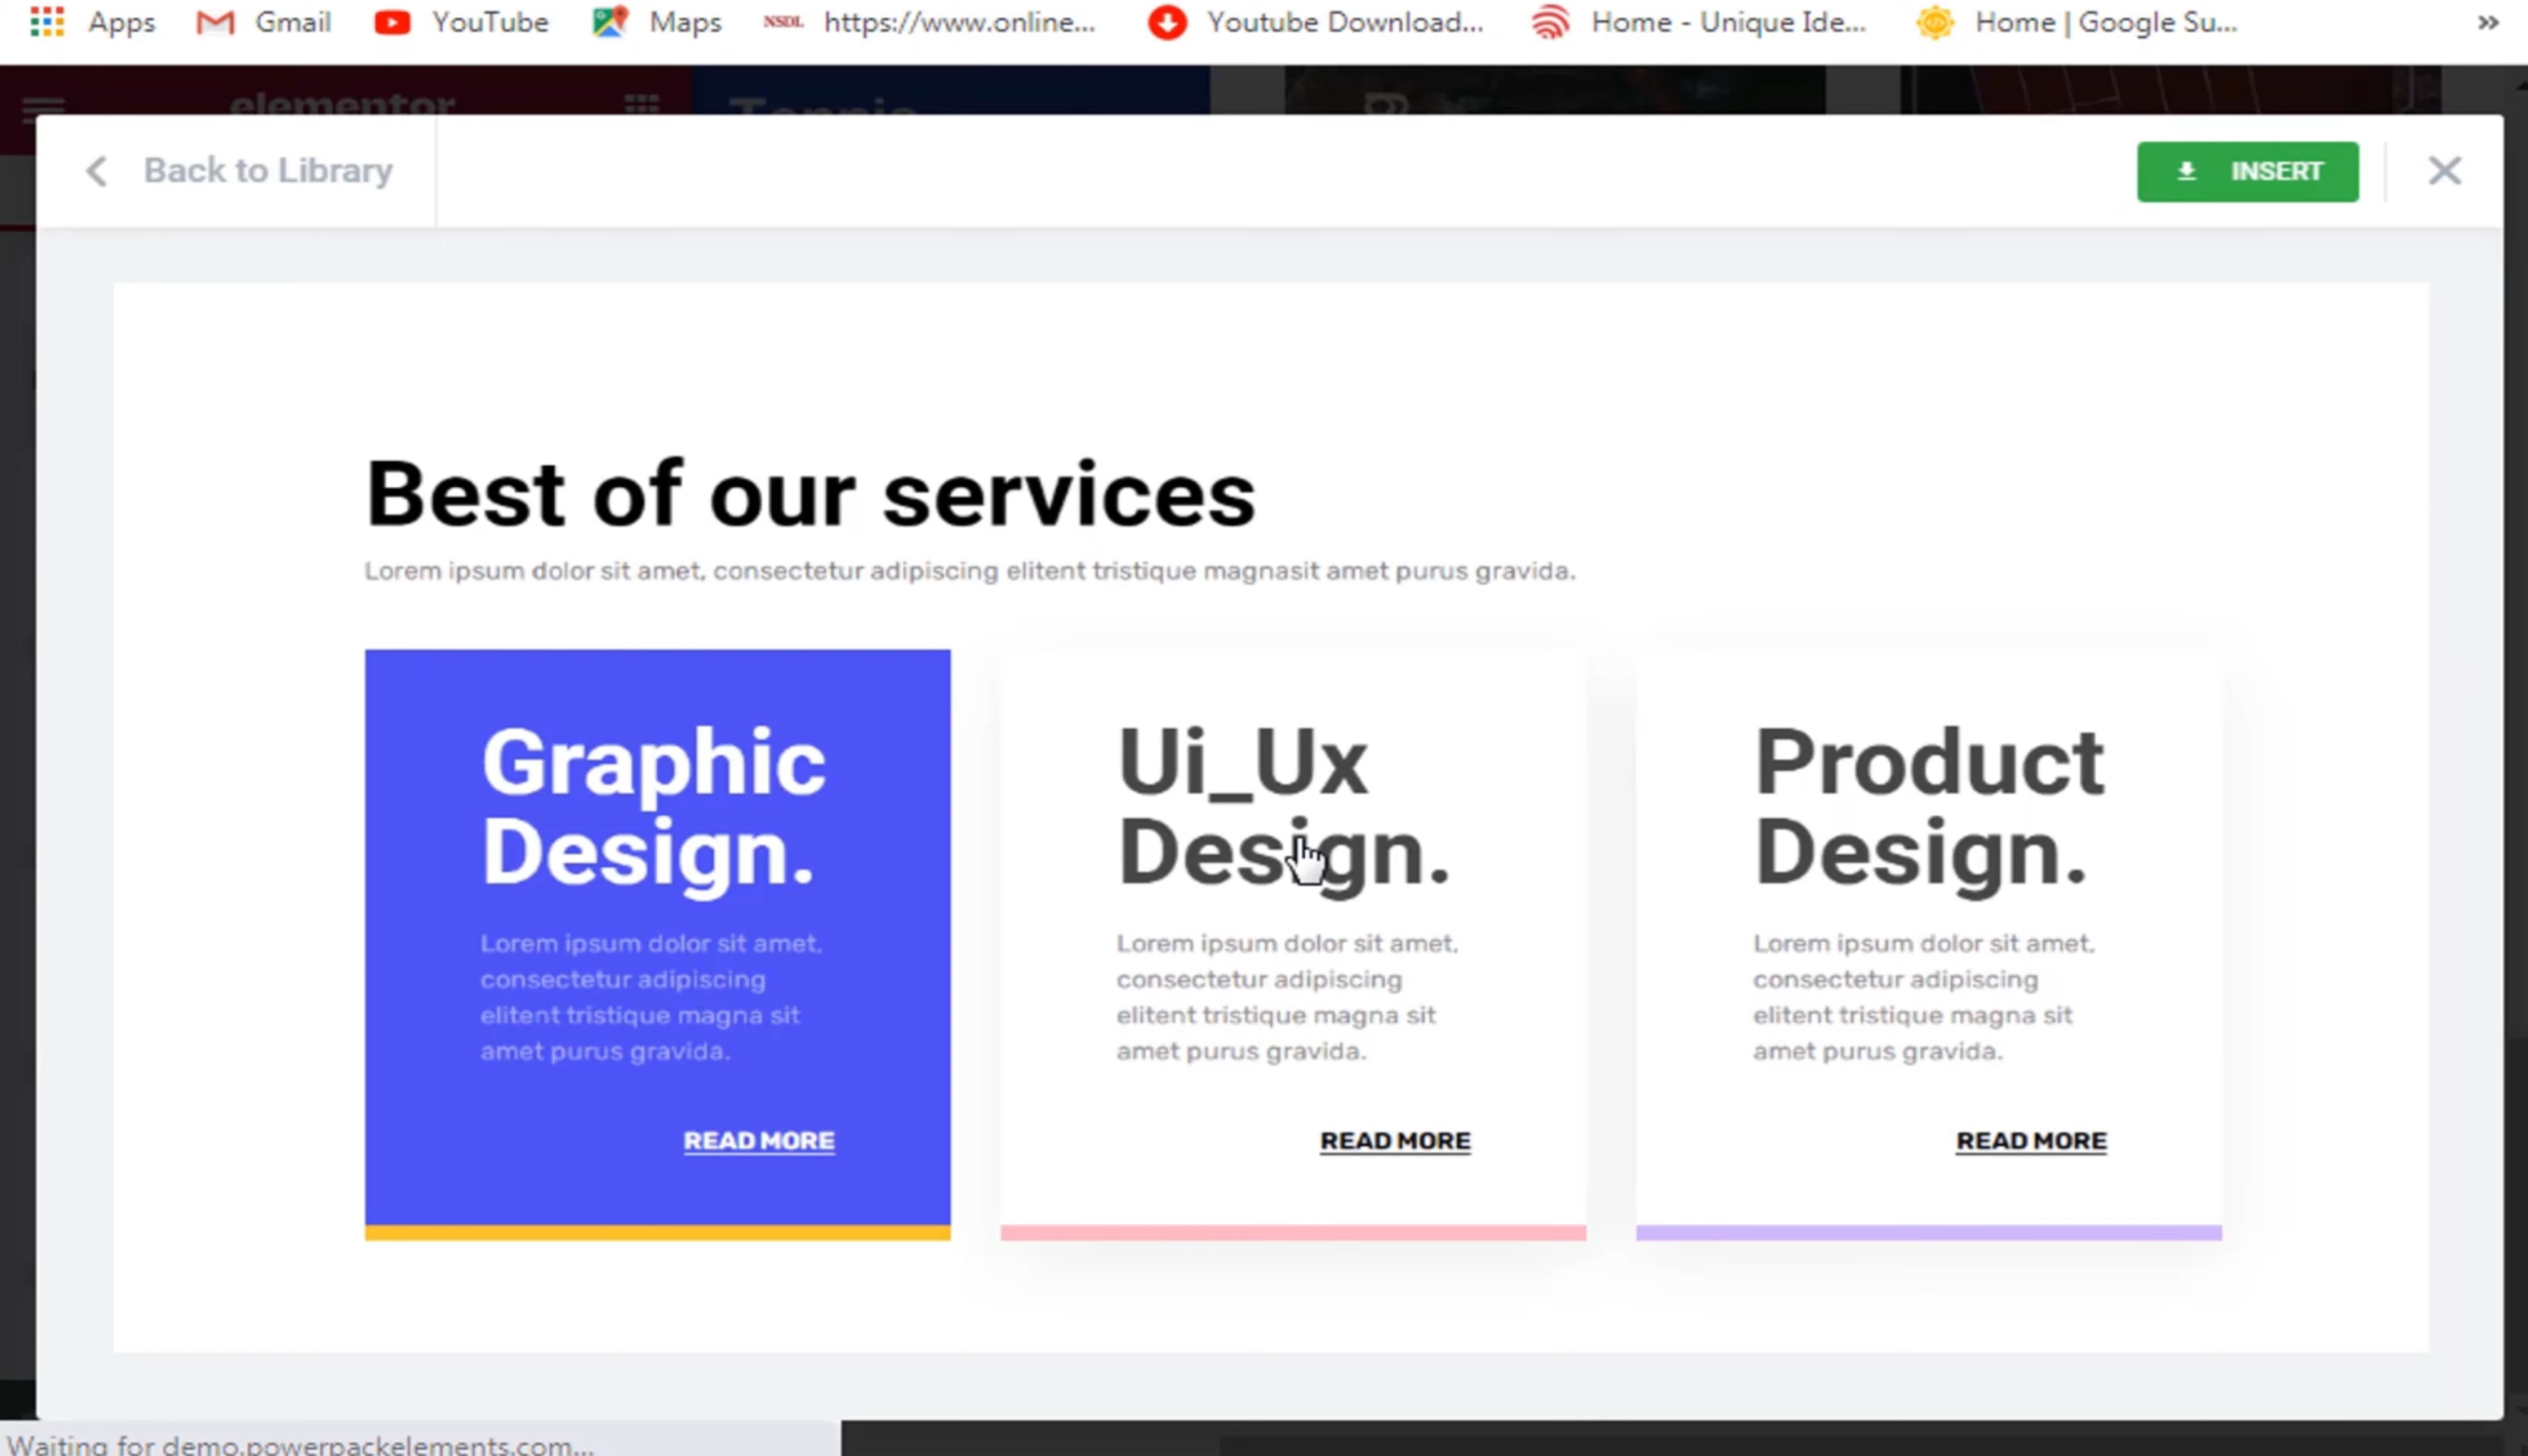 Apps Gmail YouTube Maps NSDL https://www.online... Youtube Download... Home - Unique Ide... Home | Google Su... »
elementor Tennis
Back to Library INSERT
Best of our services
Lorem ipsum dolor sit amet, consectetur adipiscing elitent tristique magnasit amet purus gravida.
Graphic
Design.
Lorem ipsum dolor sit amet,
consectetur adipiscing
elitent tristique magna sit
amet purus gravida.
READ MORE
Ui_Ux
Design.
Lorem ipsum dolor sit amet,
consectetur adipiscing
elitent tristique magna sit
amet purus gravida.
READ MORE
Product
Design.
Lorem ipsum dolor sit amet,
consectetur adipiscing
elitent tristique magna sit
amet purus gravida.
READ MORE
Waiting for demo.powerpackelements.com...